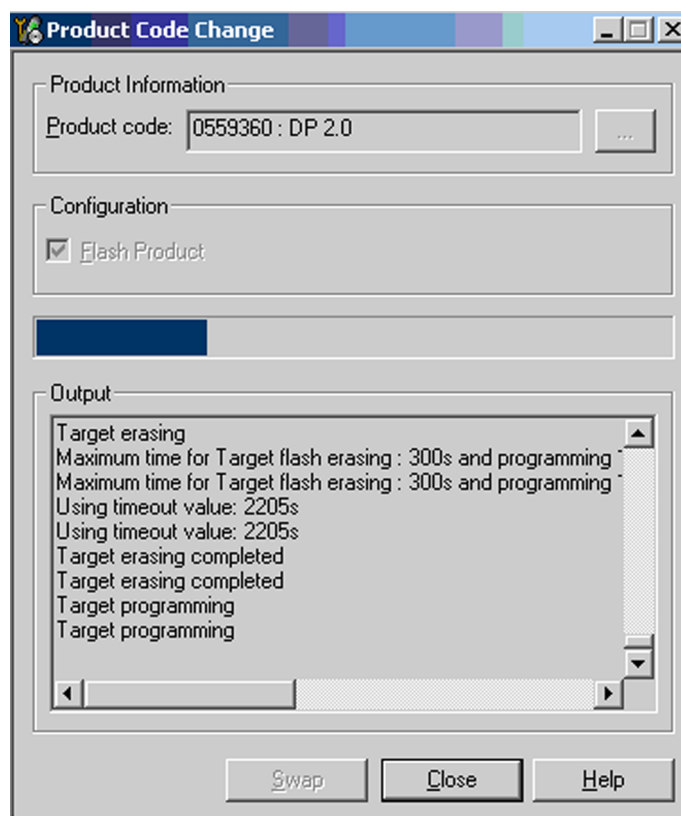 Product Code Change
Product Information
Product code: 0559360 : DP 2.0
...
Configuration
Flash Product
Output
Target erasing
Maximum time for Target flash erasing : 300s and programming
Maximum time for Target flash erasing : 300s and programming
Using timeout value: 2205s
Using timeout value: 2205s
Target erasing completed
Target erasing completed
Target programming
Target programming
Swap Close Help